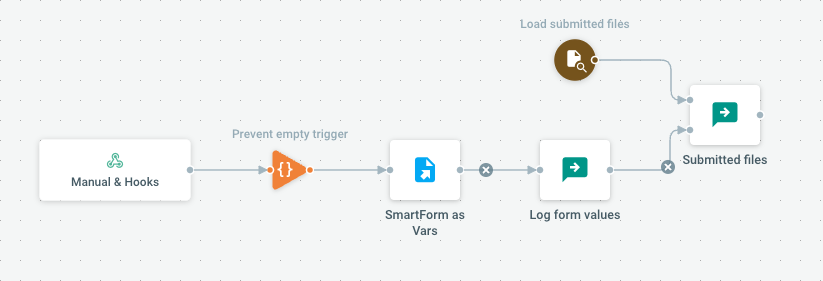 Load submitted files
Prevent empty trigger
{}
Manual & Hooks
Submitted files
SmartForm as
Vars
Log form values